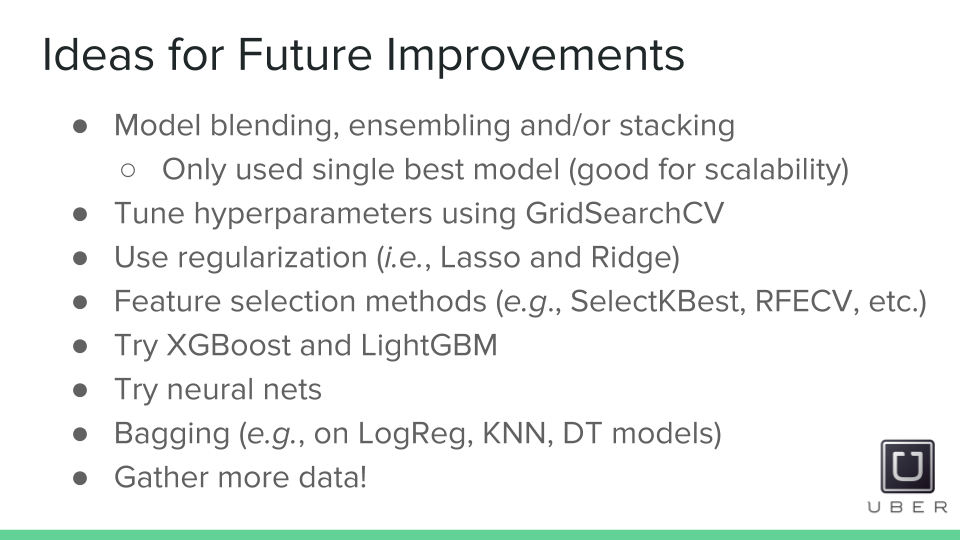 Ideas for Future Improvements
● Model blending, ensembling and/or stacking
○ Only used single best model (good for scalability)
● Tune hyperparameters using GridSearchCV
● Use regularization (i.e., Lasso and Ridge)
● Feature selection methods (e.g., SelectKBest, RFECV, etc.)
● Try XGBoost and LightGBM
● Try neural nets
● Bagging (e.g., on LogReg, KNN, DT models)
● Gather more data!
U
UBER